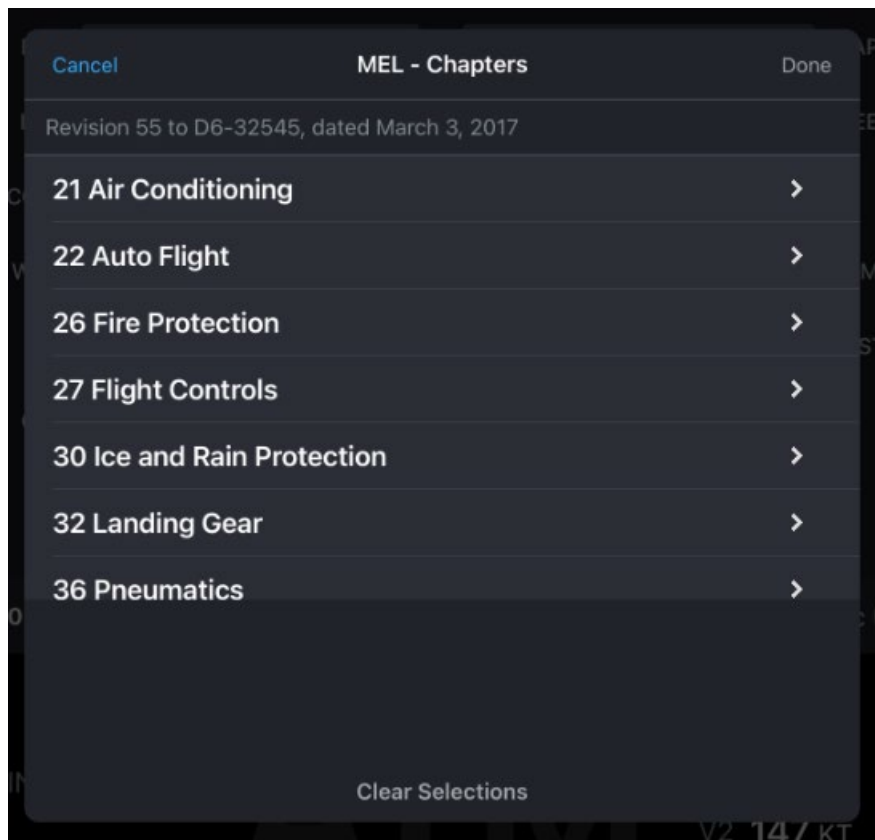 Cancel MEL - Chapters Done
Revision 55 to D6-32545, dated March 3, 2017
21 Air Conditioning
22 Auto Flight
26 Fire Protection
27 Flight Controls
30 Ice and Rain Protection
32 Landing Gear
36 Pneumatics
Clear Selections
V2 147 KT